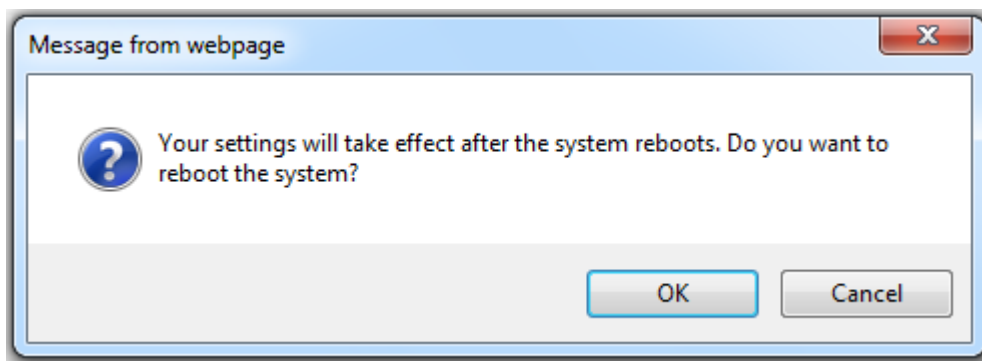 Message from webpage
Your settings will take effect after the system reboots. Do you want to
reboot the system?
OK
Cancel